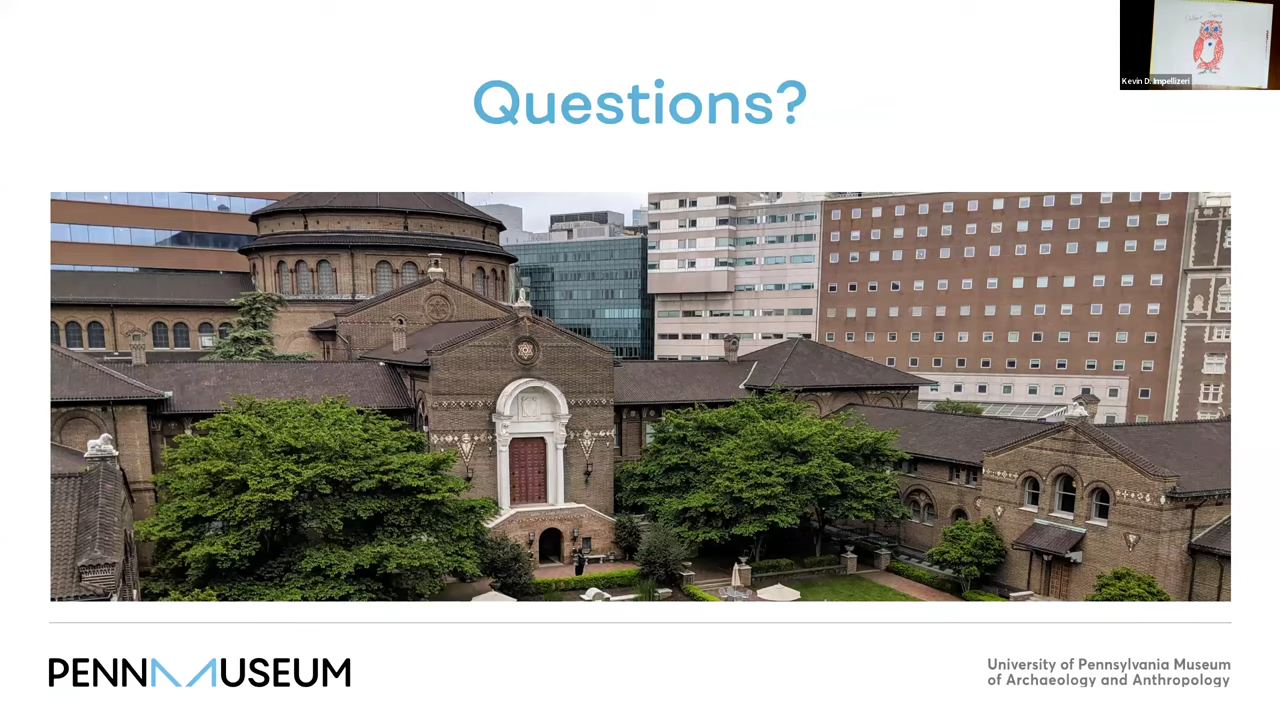 Questions?
Kevin D. Impellizeri
PENN MUSEUM
University of Pennsylvania Museum
of Archaeology and Anthropology